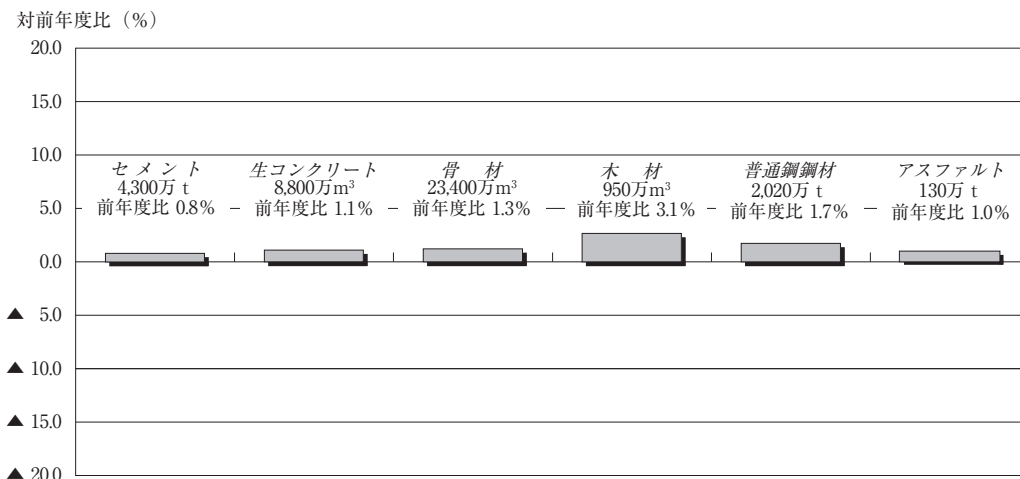 対前年度比（%）
20.0
15.0
10.0
セメント 生コンクリート 骨　材 木　材 普通鋼鋼材 アスファルト
4,300万 t 8,800万m³ 23,400万m³ 950万m³ 2,020万 t 130万 t
5.0 前年度比 0.8% 前年度比 1.1% 前年度比 1.3% 前年度比 3.1% 前年度比 1.7% 前年度比 1.0%
0.0
▲ 5.0
▲ 10.0
▲ 15.0
▲ 20.0